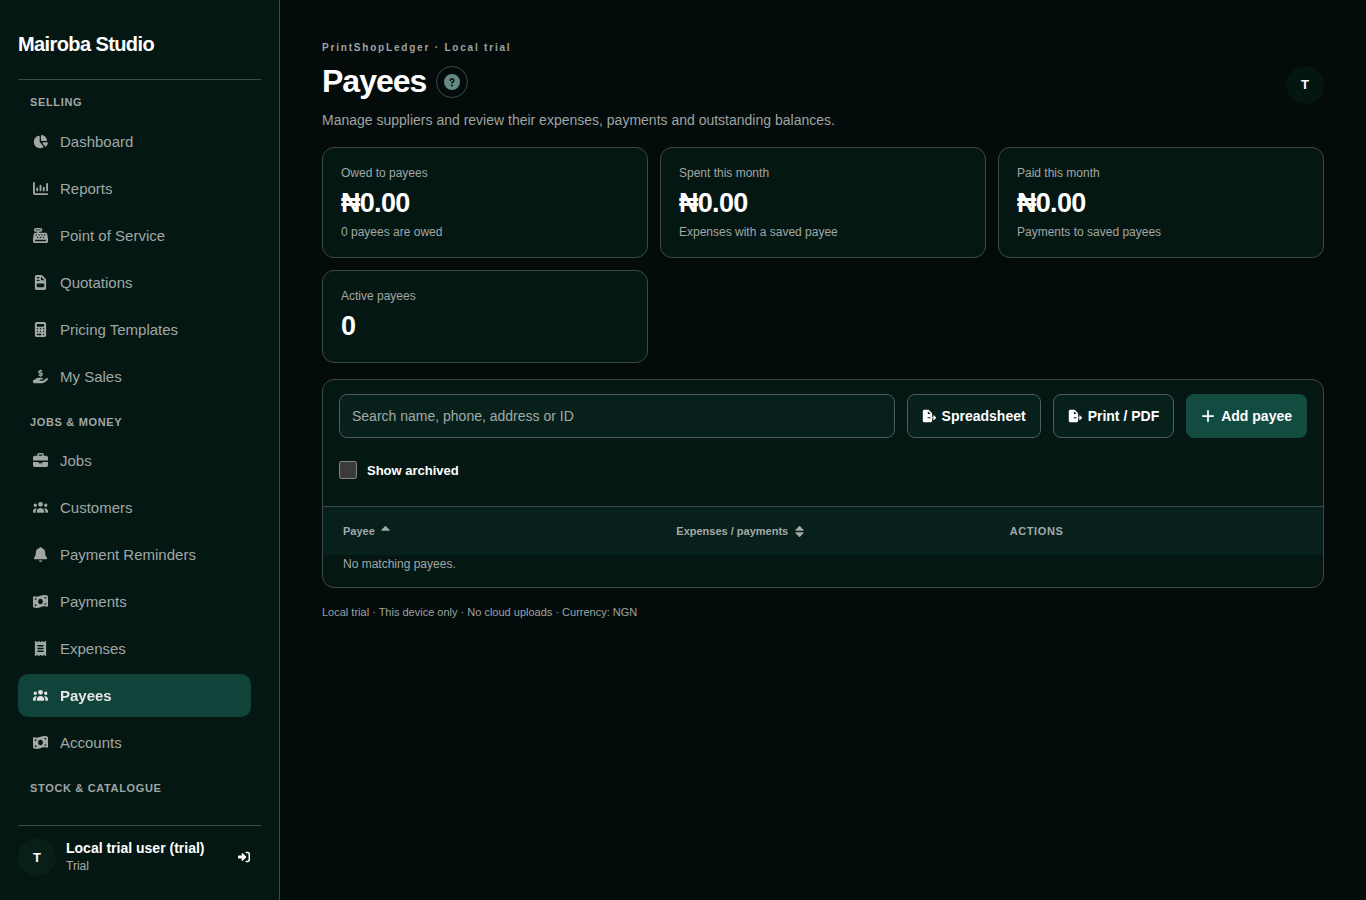 Mairoba Studio
SELLING
Dashboard
Reports
Point of Service
Quotations
Pricing Templates
My Sales
JOBS & MONEY
Jobs
Customers
Payment Reminders
Payments
Expenses
Payees
Accounts
STOCK & CATALOGUE
T
Local trial user (trial)
Trial
PrintShopLedger · Local trial
Payees ?
T
Manage suppliers and review their expenses, payments and outstanding balances.
Owed to payees
₦0.00
0 payees are owed
Spent this month
₦0.00
Expenses with a saved payee
Paid this month
₦0.00
Payments to saved payees
Active payees
0
Search name, phone, address or ID
Spreadsheet
Print / PDF
Add payee
Show archived
Payee
Expenses / payments
ACTIONS
No matching payees.
Local trial · This device only · No cloud uploads · Currency: NGN